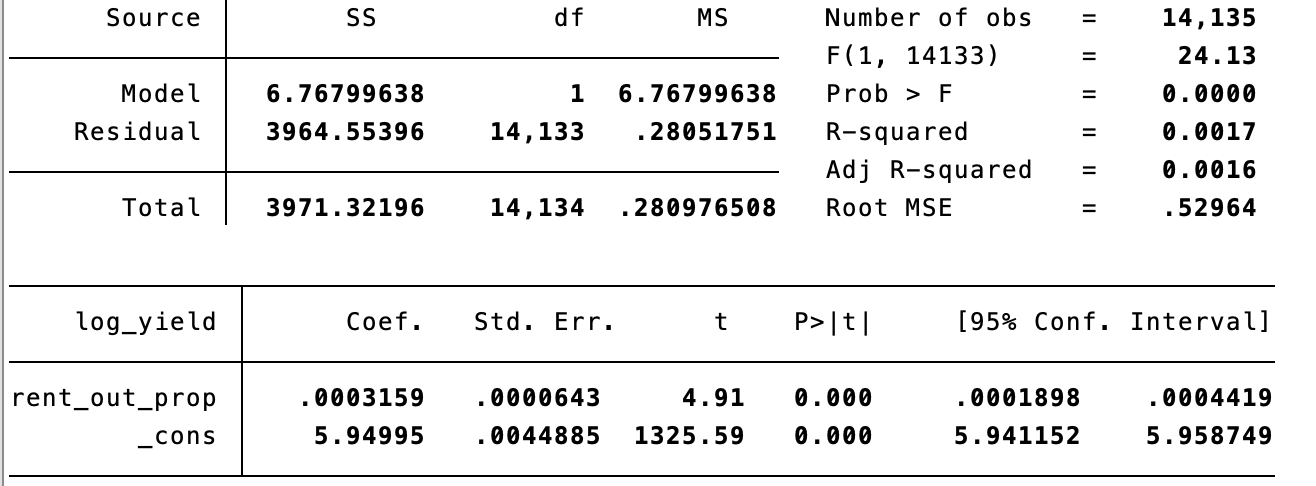 Source SS df MS Number of obs = 14,135
F(1, 14133) = 24.13
Model 6.76799638 1 6.76799638 Prob > F = 0.0000
Residual 3964.55396 14,133 .28051751 R-squared = 0.0017
Adj R-squared = 0.0016
Total 3971.32196 14,134 .280976508 Root MSE = .52964
log_yield Coef. Std. Err. t P>|t| [95% Conf. Interval]
rent_out_prop .0003159 .0000643 4.91 0.000 .0001898 .0004419
_cons 5.94995 .0044885 1325.59 0.000 5.941152 5.958749